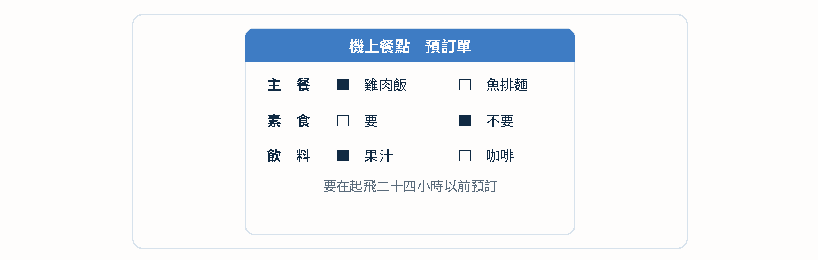 機上餐點　預訂單
主　餐　■　雞肉飯　□　魚排麵
素　食　□　要　■　不要
飲　料　■　果汁　□　咖啡
要在起飛二十四小時以前預訂